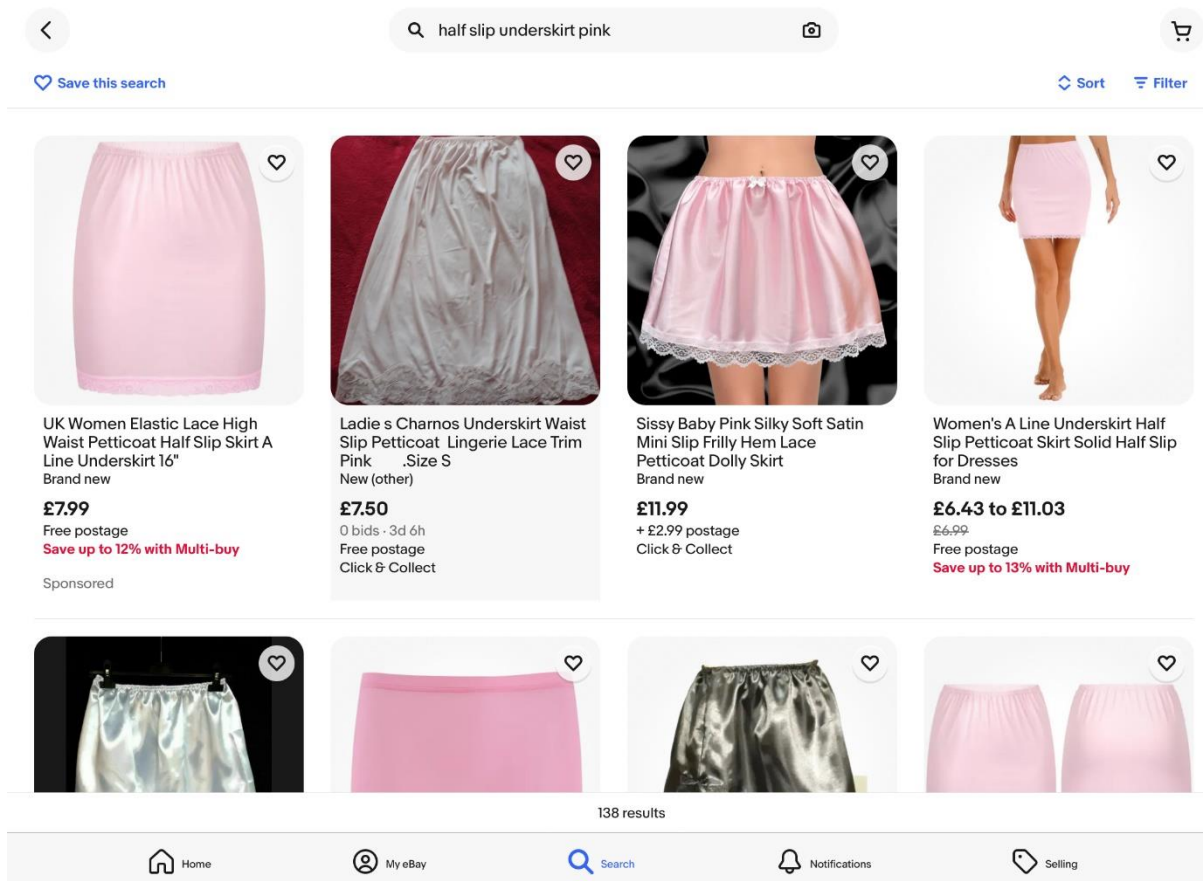 half slip underskirt pink
Save this search
Sort
Filter
UK Women Elastic Lace High
Waist Petticoat Half Slip Skirt A
Line Underskirt 16"
Brand new
£7.99
Free postage
Save up to 12% with Multi-buy
Sponsored
Ladie s Charnos Underskirt Waist
Slip Petticoat Lingerie Lace Trim
Pink .Size S
New (other)
£7.50
0 bids · 3d 6h
Free postage
Click & Collect
Sissy Baby Pink Silky Soft Satin
Mini Slip Frilly Hem Lace
Petticoat Dolly Skirt
Brand new
£11.99
+ £2.99 postage
Click & Collect
Women's A Line Underskirt Half
Slip Petticoat Skirt Solid Half Slip
for Dresses
Brand new
£6.43 to £11.03
£6.99
Free postage
Save up to 13% with Multi-buy
138 results
Home
My eBay
Search
Notifications
Selling